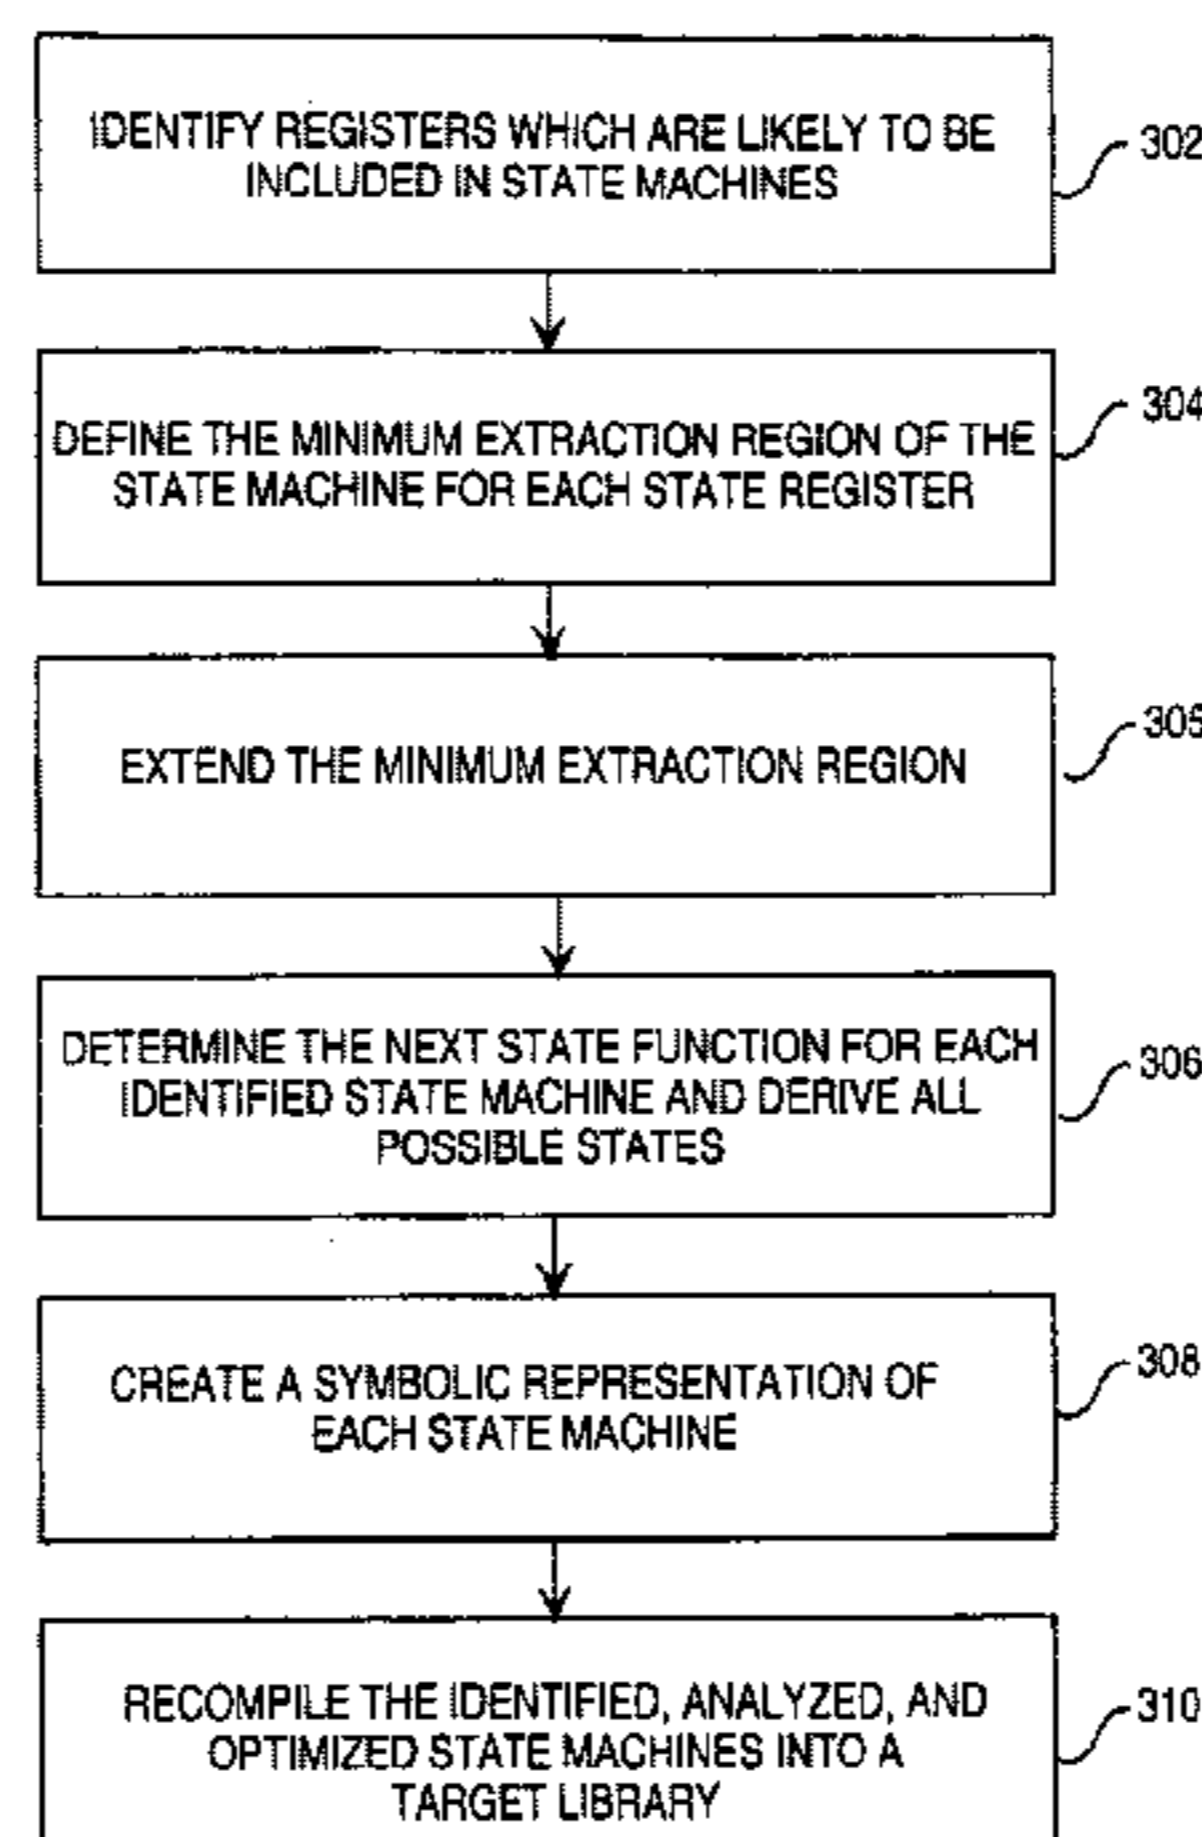 IDENTIFY REGISTERS WHICH ARE LIKELY TO BE
INCLUDED IN STATE MACHINES
302
DEFINE THE MINIMUM EXTRACTION REGION OF THE
STATE MACHINE FOR EACH STATE REGISTER
304
EXTEND THE MINIMUM EXTRACTION REGION
305
DETERMINE THE NEXT STATE FUNCTION FOR EACH
IDENTIFIED STATE MACHINE AND DERIVE ALL
POSSIBLE STATES
306
CREATE A SYMBOLIC REPRESENTATION OF
EACH STATE MACHINE
308
RECOMPILE THE IDENTIFIED, ANALYZED, AND
OPTIMIZED STATE MACHINES INTO A
TARGET LIBRARY
310